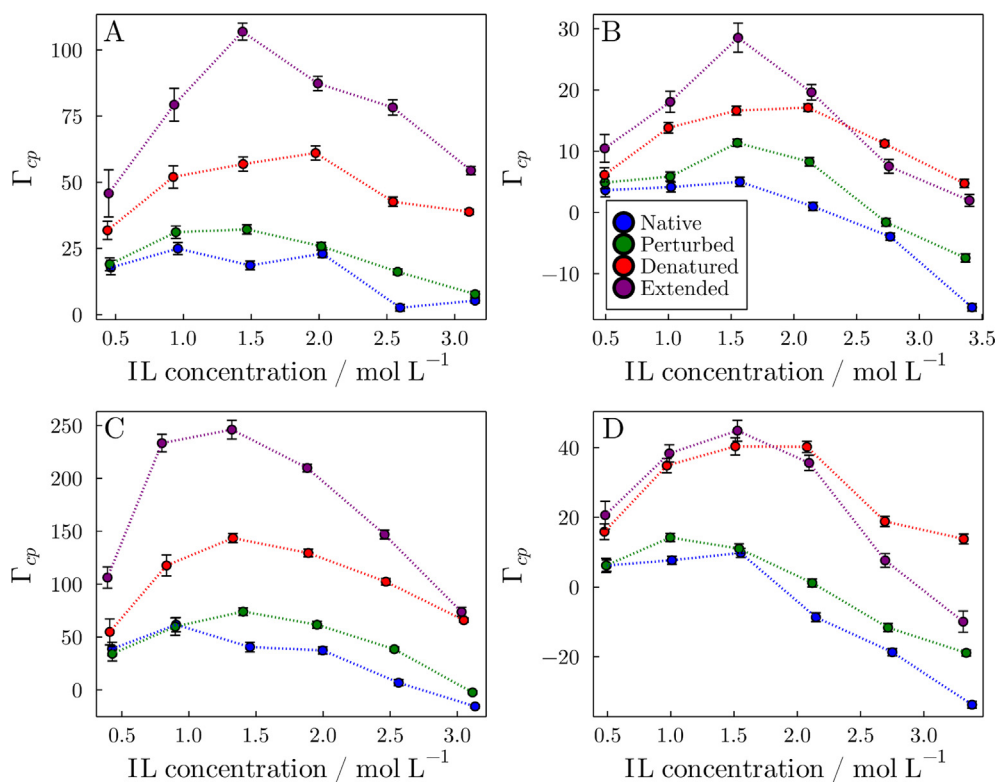 A
100
75
50
25
0
Γcp
0.5 1.0 1.5 2.0 2.5 3.0
IL concentration / mol L−1
B
30
20
10
0
−10
Γcp
Native
Perturbed
Denatured
Extended
0.5 1.0 1.5 2.0 2.5 3.0 3.5
IL concentration / mol L−1
C
250
200
150
100
50
0
Γcp
0.5 1.0 1.5 2.0 2.5 3.0
IL concentration / mol L−1
D
40
20
0
−20
Γcp
0.5 1.0 1.5 2.0 2.5 3.0
IL concentration / mol L−1